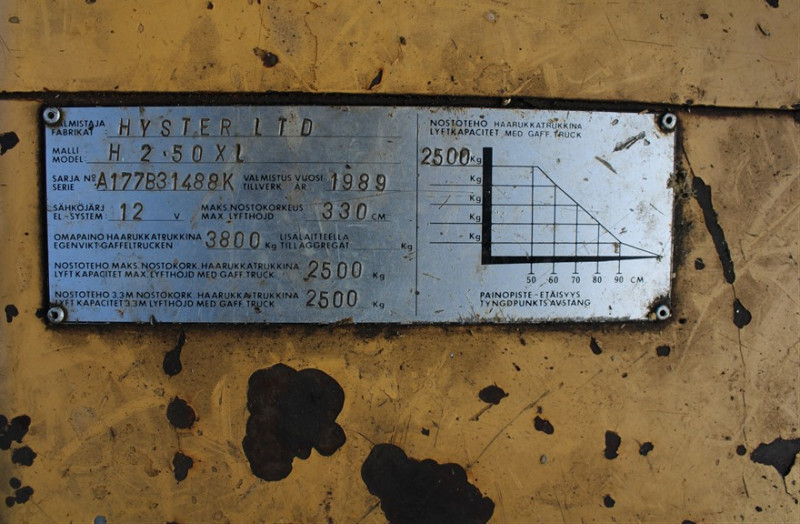 VALMISTAJA
FABRIKAT HYSTER LTD
MALLI
MODEL H 2·50XL
SARJA Nº
SERIE A177B31488K VALMISTUS VUOSI
TILLVERK ÅR 1989
SÄHKÖJÄRJ
EL-SYSTEM 12 V MAKS. NOSTOKORKEUS
MAX LYFTHÖJD 330 CM
OMAPAINO HAARUKKATRUKKINA
EGENVIKT GAFFELTRUCKEN 3800 Kg LISÄLAITTEELLA
TILLÄGGREGAT Kg
NOSTOTEHO MAKS. NOSTOKORK HAARUKKATRUKKINA
LYFT KAPACITET MAX LYFTHÖJD MED GAFF. TRUCK 2500 Kg
NOSTOTEHO 3.3M NOSTOKORK HAARUKKATRUKKINA
LYFT KAPACITET 3.3M LYFTHÖJD MED GAFF. TRUCK 2500 Kg
NOSTOTEHO HAARUKKATRUKKINA
LYFTKAPACITET MED GAFF TRUCK
2500 Kg
Kg
Kg
Kg
Kg
50 60 70 80 90 CM
PAINOPISTE-ETÄISYYS
TYNGDPUNKTS AVSTÅNG